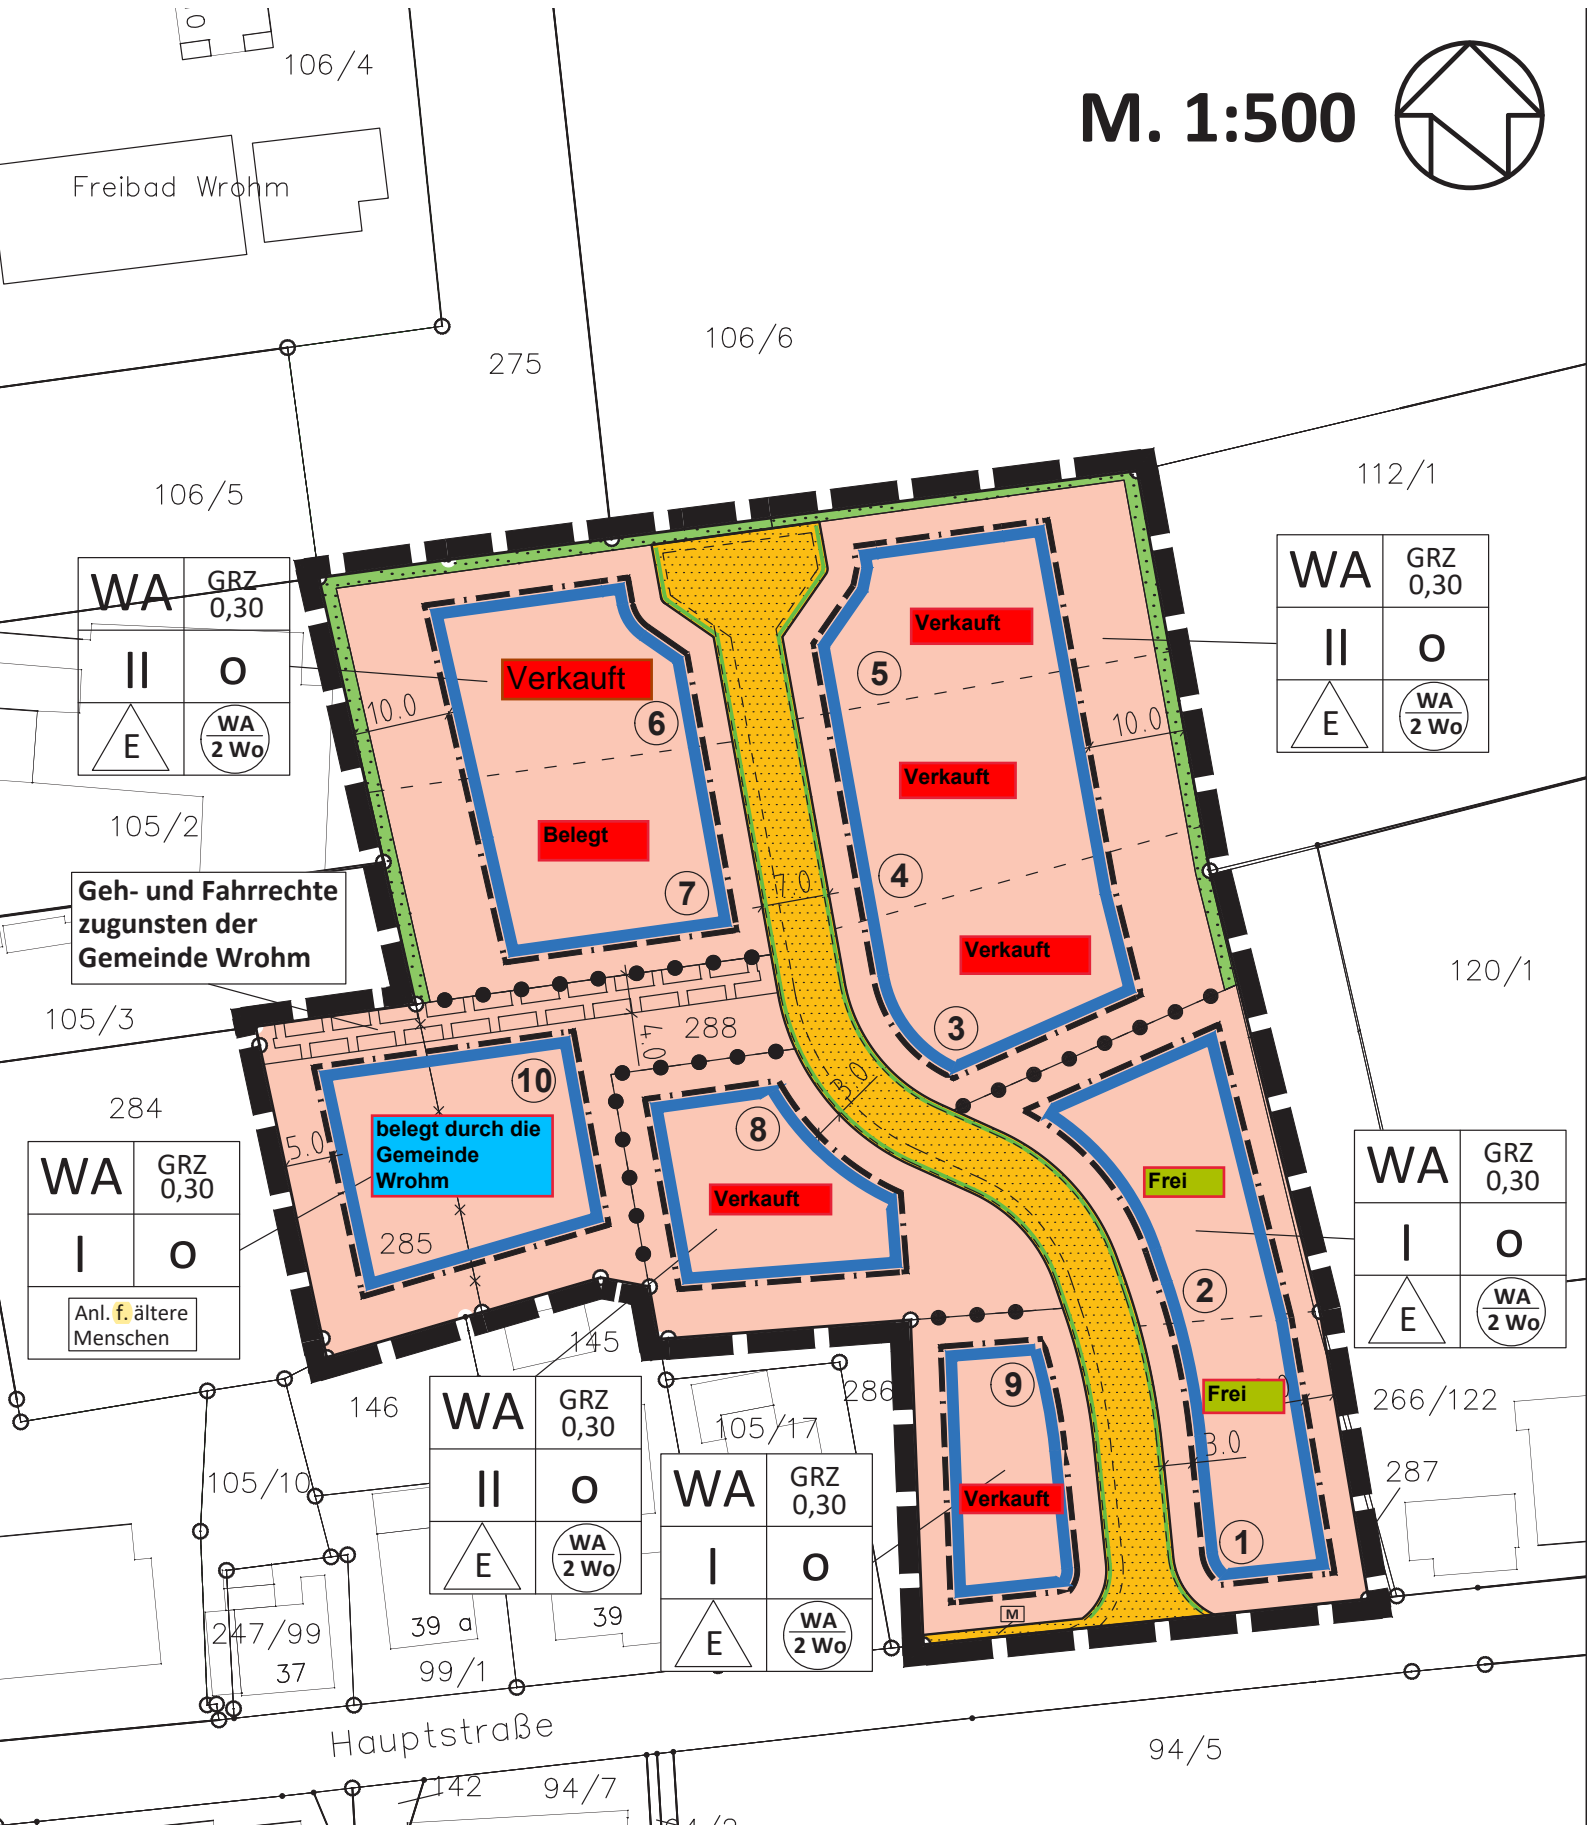 106/4
M. 1:500
Freibad Wrohm
106/6
275
106/5
112/1
WA
GRZ
0,30
II
o
E
WA
2 Wo
WA
GRZ
0,30
II
o
E
WA
2 Wo
Verkauft
5
Verkauft
6
10.0
10.0
Verkauft
105/2
Belegt
7
7.0
4
Geh- und Fahrrechte
zugunsten der
Gemeinde Wrohm
Verkauft
3
120/1
105/3
288
4.0
284
10
3.0
8
belegt durch die
Gemeinde
Wrohm
5.0
285
Verkauft
Frei
2
WA
GRZ
0,30
I
o
Anl. f. ältere
Menschen
WA
GRZ
0,30
I
o
E
WA
2 Wo
145
146
286
9
Frei
266/122
105/17
3.0
WA
GRZ
0,30
II
o
E
WA
2 Wo
WA
GRZ
0,30
I
o
E
WA
2 Wo
105/10
287
Verkauft
1
M
247/99
37
39 a
39
99/1
Hauptstraße
94/5
142
94/7